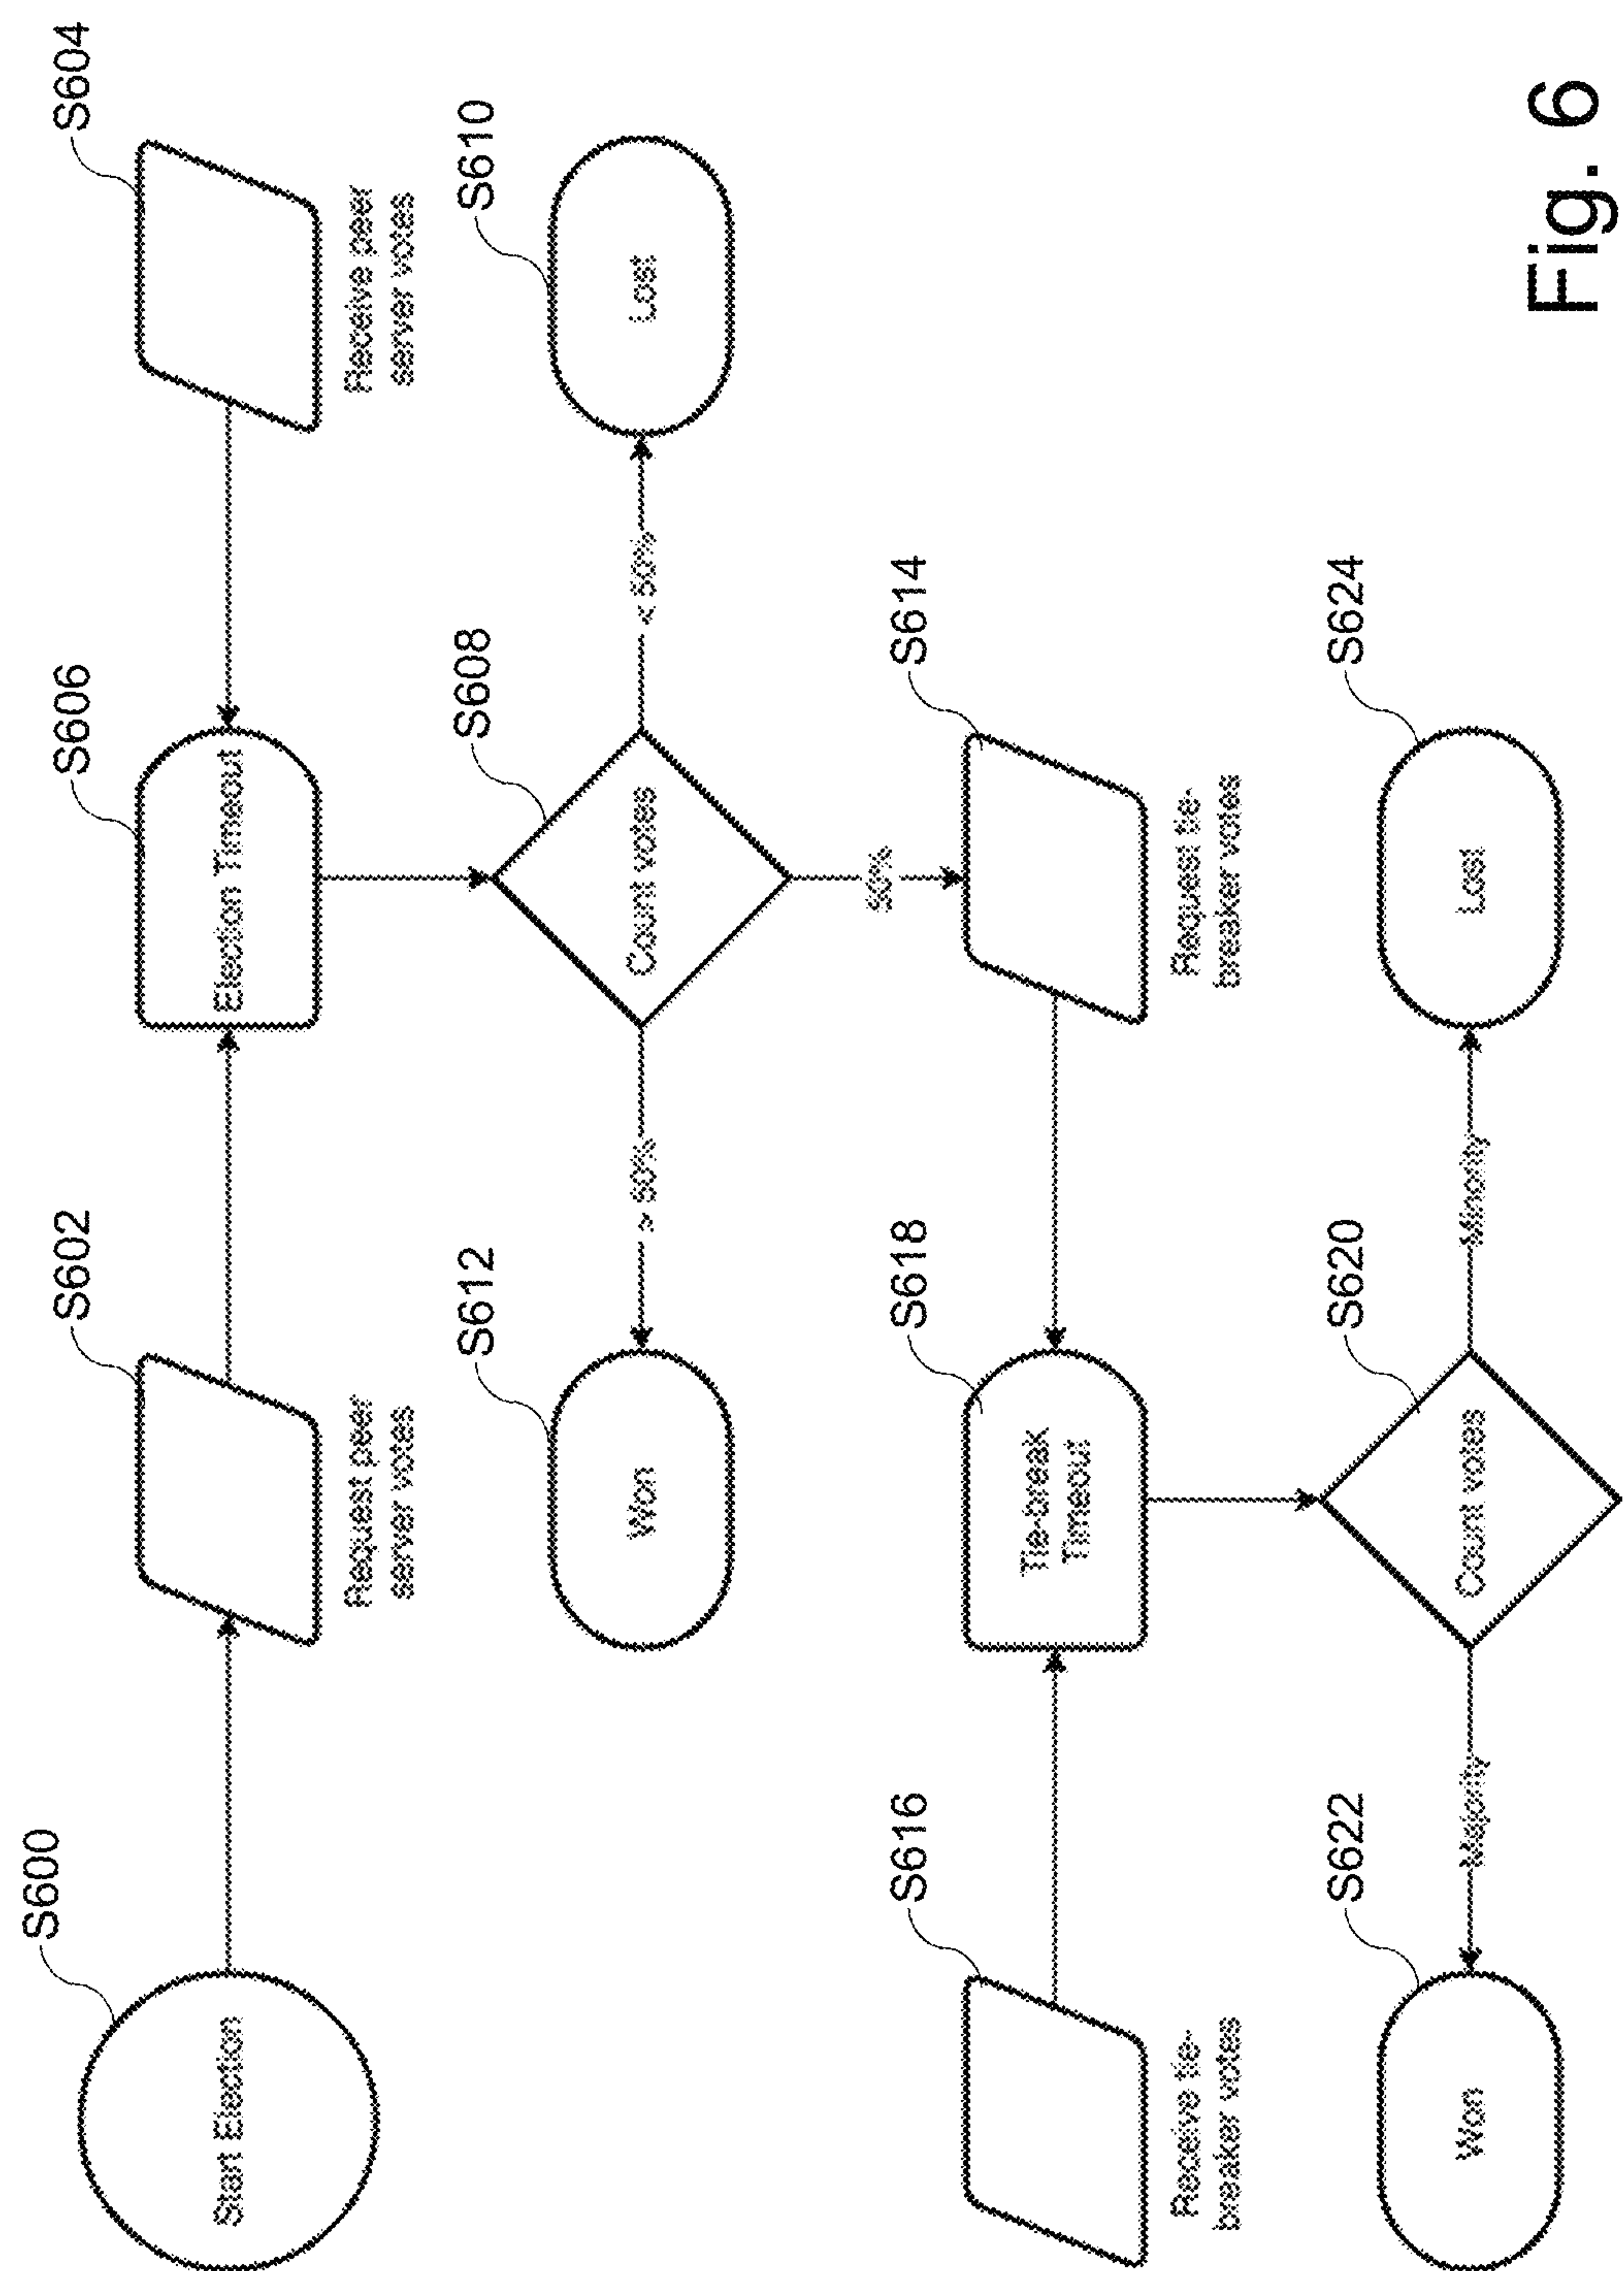 S600
Start Election
S602
Request peer
server votes
S606
Election Timeout
S604
Receive peer
server votes
S612
Won
> 50%
S608
Count votes
< 50%
S610
Lost
50%
S616
Receive tie-
breaker votes
S618
Tie-break
Timeout
S614
Request tie-
breaker votes
S622
Won
Majority
S620
Count votes
Minority
S624
Lost
Fig. 6